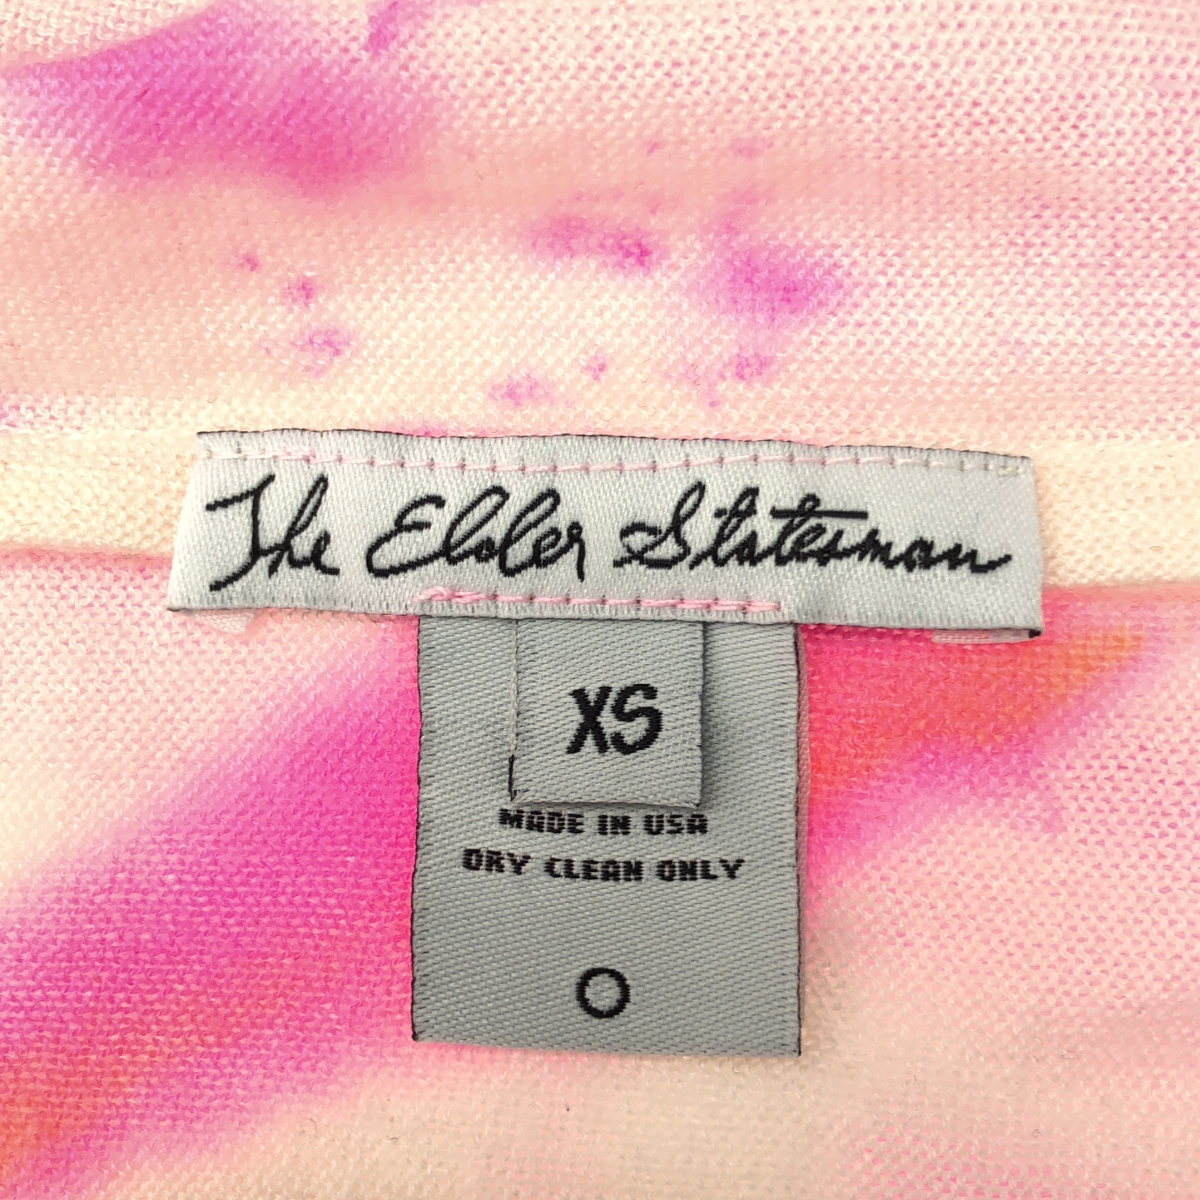 The Elder Statesman
XS
MADE IN USA
DRY CLEAN ONLY
O